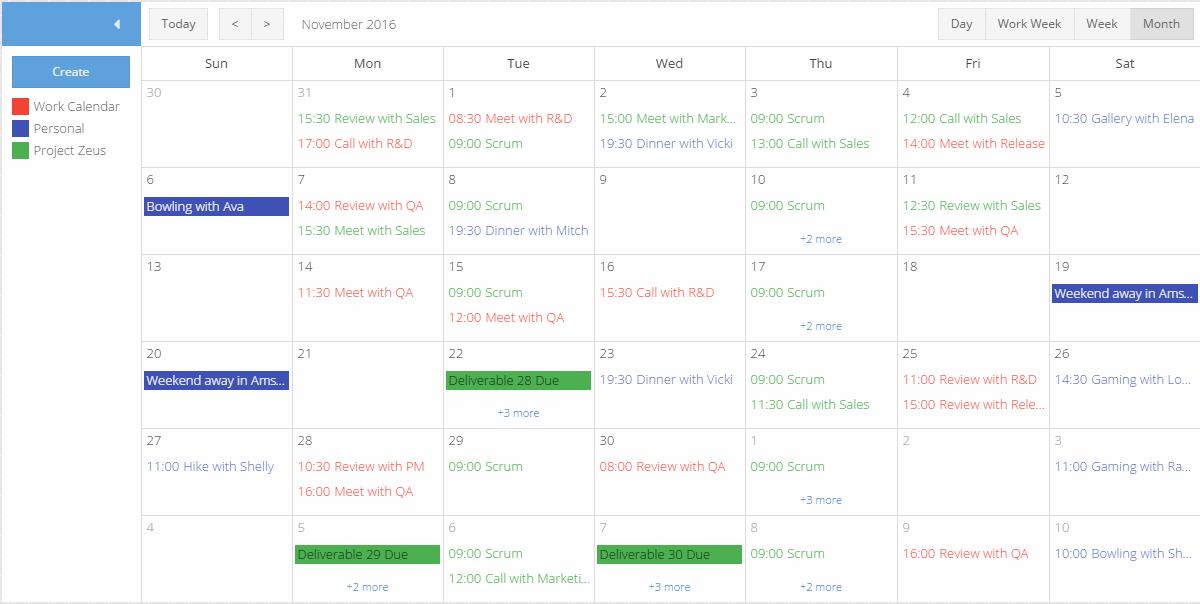 Today < > November 2016 Day Work Week Week Month
Create
Work Calendar
Personal
Project Zeus
Sun Mon Tue Wed Thu Fri Sat
30 31 1 2 3 4 5
15:30 Review with Sales 08:30 Meet with R&D 15:00 Meet with Mark... 09:00 Scrum 12:00 Call with Sales 10:30 Gallery with Elena
17:00 Call with R&D 09:00 Scrum 19:30 Dinner with Vicki 13:00 Call with Sales 14:00 Meet with Release
6 7 8 9 10 11 12
Bowling with Ava 14:00 Review with QA 09:00 Scrum 09:00 Scrum 12:30 Review with Sales
15:30 Meet with Sales 19:30 Dinner with Mitch +2 more 15:30 Meet with QA
13 14 15 16 17 18 19
11:30 Meet with QA 09:00 Scrum 15:30 Call with R&D 09:00 Scrum Weekend away in Ams...
12:00 Meet with QA +2 more
20 21 22 23 24 25 26
Weekend away in Ams... Deliverable 28 Due 19:30 Dinner with Vicki 09:00 Scrum 11:00 Review with R&D 14:30 Gaming with Lo...
+3 more 11:30 Call with Sales 15:00 Review with Rele...
27 28 29 30 1 2 3
11:00 Hike with Shelly 10:30 Review with PM 09:00 Scrum 08:00 Review with QA 09:00 Scrum 11:00 Gaming with Ra...
16:00 Meet with QA +3 more
4 5 6 7 8 9 10
Deliverable 29 Due 09:00 Scrum Deliverable 30 Due 09:00 Scrum 16:00 Review with QA 10:00 Bowling with Sh...
+2 more 12:00 Call with Marketi... +3 more +2 more